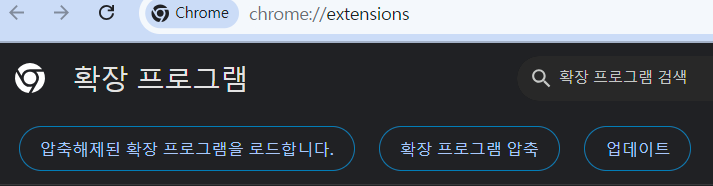 Chrome chrome://extensions
확장 프로그램 확장 프로그램 검색
압축해제된 확장 프로그램을 로드합니다. 확장 프로그램 압축 업데이트